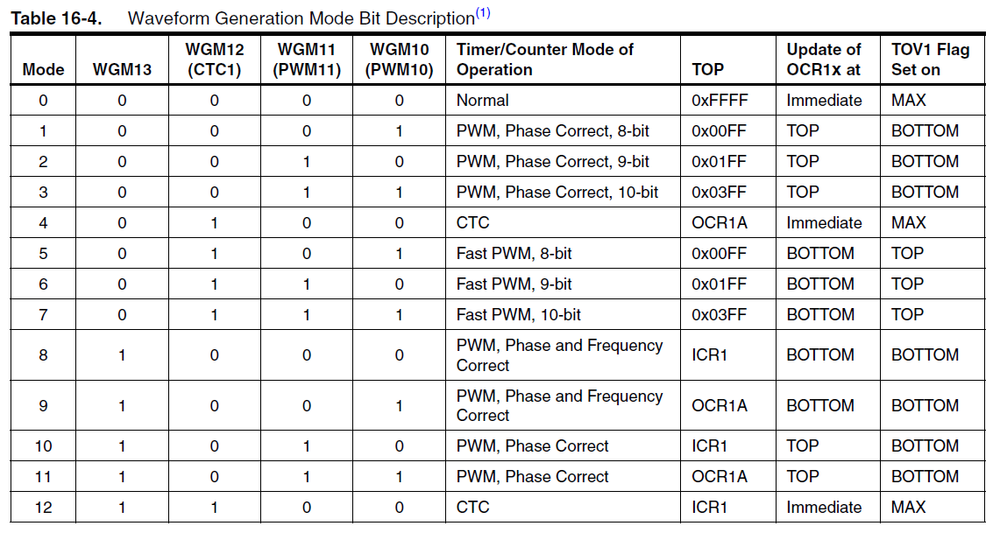 Table 16-4. Waveform Generation Mode Bit Description(1)
Mode WGM13 WGM12 (CTC1) WGM11 (PWM11) WGM10 (PWM10) Timer/Counter Mode of Operation TOP Update of OCR1x at TOV1 Flag Set on
0 0 0 0 0 Normal 0xFFFF Immediate MAX
1 0 0 0 1 PWM, Phase Correct, 8-bit 0x00FF TOP BOTTOM
2 0 0 1 0 PWM, Phase Correct, 9-bit 0x01FF TOP BOTTOM
3 0 0 1 1 PWM, Phase Correct, 10-bit 0x03FF TOP BOTTOM
4 0 1 0 0 CTC OCR1A Immediate MAX
5 0 1 0 1 Fast PWM, 8-bit 0x00FF BOTTOM TOP
6 0 1 1 0 Fast PWM, 9-bit 0x01FF BOTTOM TOP
7 0 1 1 1 Fast PWM, 10-bit 0x03FF BOTTOM TOP
8 1 0 0 0 PWM, Phase and Frequency Correct ICR1 BOTTOM BOTTOM
9 1 0 0 1 PWM, Phase and Frequency Correct OCR1A BOTTOM BOTTOM
10 1 0 1 0 PWM, Phase Correct ICR1 TOP BOTTOM
11 1 0 1 1 PWM, Phase Correct OCR1A TOP BOTTOM
12 1 1 0 0 CTC ICR1 Immediate MAX